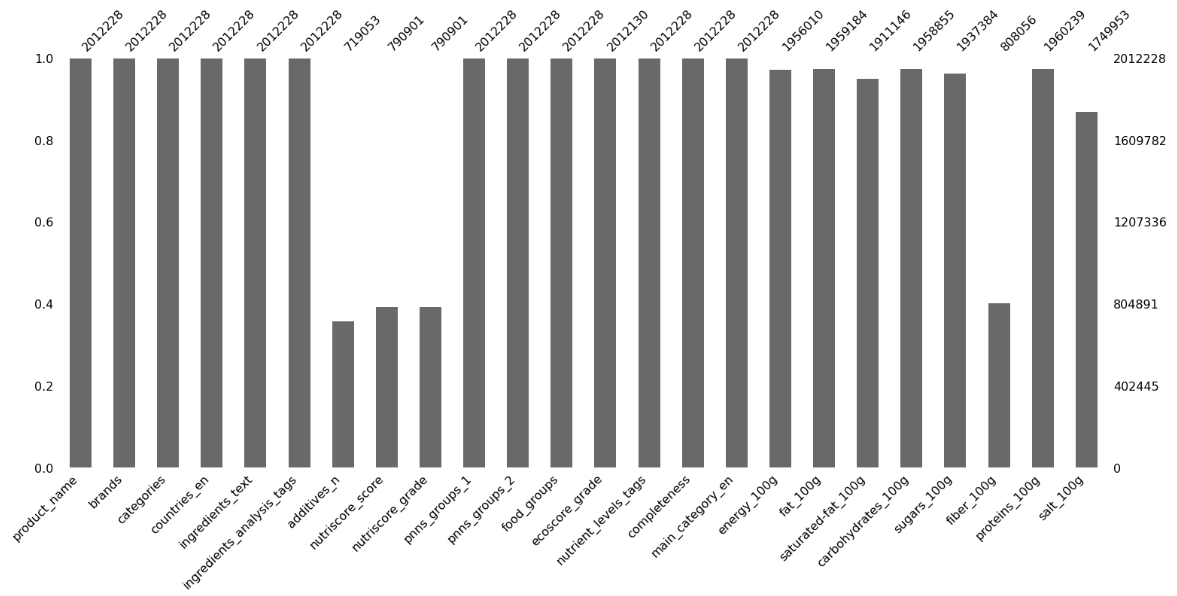 2012228
2012228
2012228
2012228
2012228
2012228
719053
790901
790901
2012228
2012228
2012228
2012130
2012228
2012228
2012228
1956010
1959184
1911146
1958855
1937384
808056
1960239
1749953
1.0
2012228
0.8
1609782
0.6
1207336
0.4
804891
0.2
402445
0.0
0
product_name
brands
categories
countries_en
ingredients_text
ingredients_analysis_tags
additives_n
nutriscore_score
nutriscore_grade
pnns_groups_1
pnns_groups_2
food_groups
ecoscore_grade
nutrient_levels_tags
completeness
main_category_en
energy_100g
fat_100g
saturated-fat_100g
carbohydrates_100g
sugars_100g
fiber_100g
proteins_100g
salt_100g